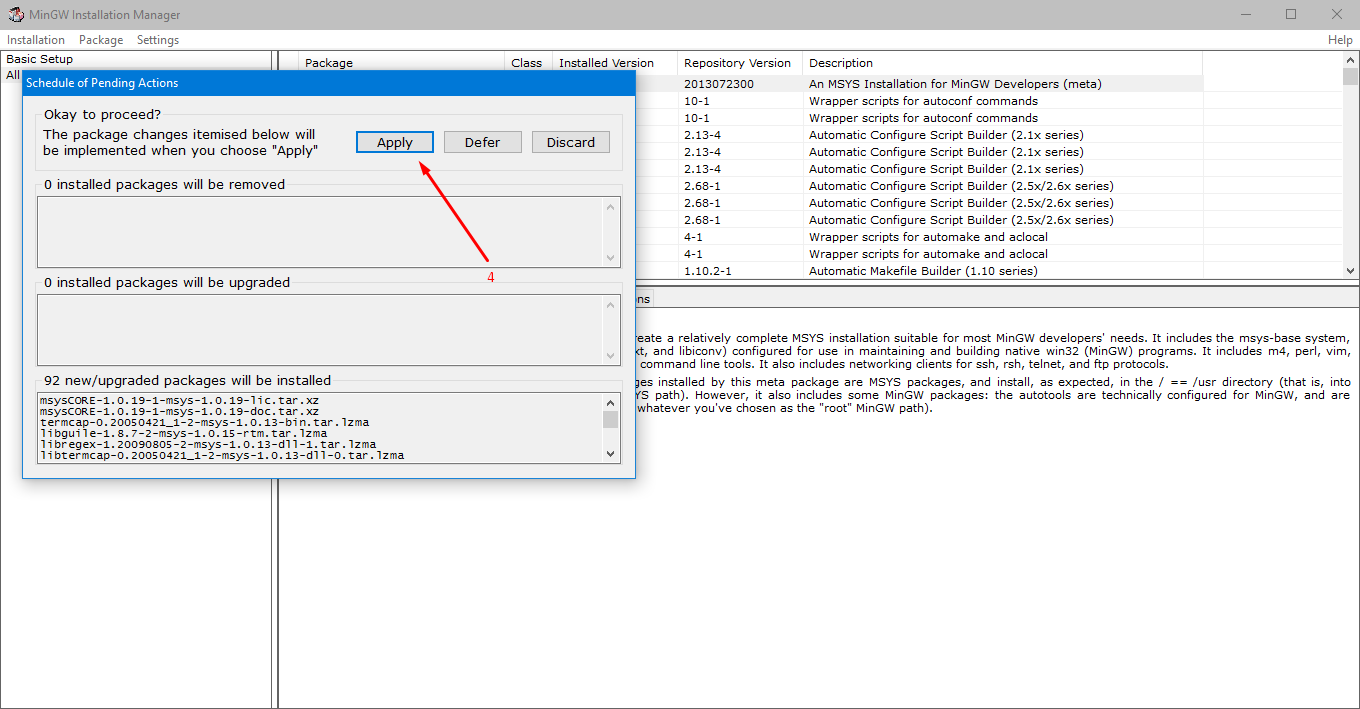 MinGW Installation Manager
Installation Package Settings Help
Basic Setup
All
Package Class Installed Version Repository Version Description
2013072300 An MSYS Installation for MinGW Developers (meta)
10-1 Wrapper scripts for autoconf commands
10-1 Wrapper scripts for autoconf commands
2.13-4 Automatic Configure Script Builder (2.1x series)
2.13-4 Automatic Configure Script Builder (2.1x series)
2.13-4 Automatic Configure Script Builder (2.1x series)
2.68-1 Automatic Configure Script Builder (2.5x/2.6x series)
2.68-1 Automatic Configure Script Builder (2.5x/2.6x series)
2.68-1 Automatic Configure Script Builder (2.5x/2.6x series)
4-1 Wrapper scripts for automake and aclocal
4-1 Wrapper scripts for automake and aclocal
1.10.2-1 Automatic Makefile Builder (1.10 series)
Schedule of Pending Actions
Okay to proceed?
The package changes itemised below will
be implemented when you choose "Apply"
Apply Defer Discard
4
0 installed packages will be removed
0 installed packages will be upgraded
92 new/upgraded packages will be installed
msysCORE-1.0.19-1-msys-1.0.19-lic.tar.xz
msysCORE-1.0.19-1-msys-1.0.19-doc.tar.xz
termcap-0.20050421_1-2-msys-1.0.13-bin.tar.lzma
libguile-1.8.7-2-msys-1.0.15-rtm.tar.lzma
libregex-1.20090805-2-msys-1.0.13-dll-1.tar.lzma
libtermcap-0.20050421_1-2-msys-1.0.13-dll-0.tar.lzma
ons
eate a relatively complete MSYS installation suitable for most MinGW developers' needs. It includes the msys-base system,
xt, and libiconv) configured for use in maintaining and building native win32 (MinGW) programs. It includes m4, perl, vim,
command line tools. It also includes networking clients for ssh, rsh, telnet, and ftp protocols.
ges installed by this meta package are MSYS packages, and install, as expected, in the / == /usr directory (that is, into
YS path). However, it also includes some MinGW packages: the autotools are technically configured for MinGW, and are
whatever you've chosen as the "root" MinGW path).